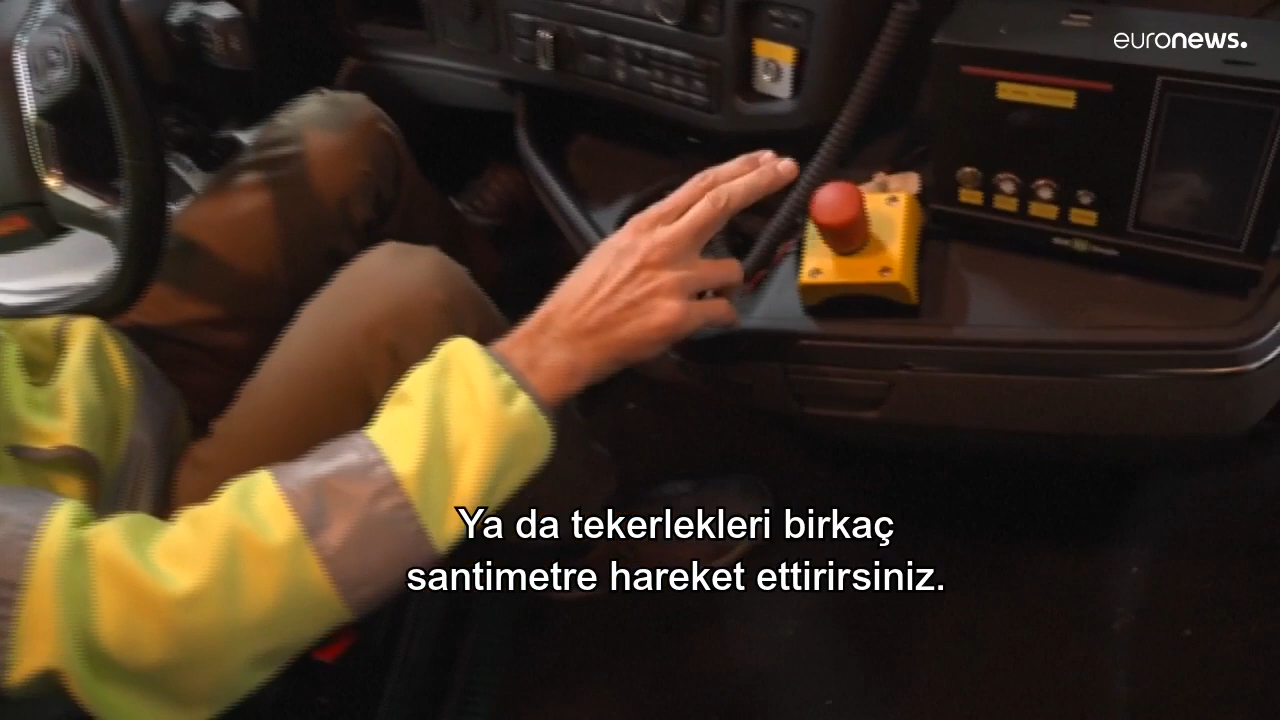 euronews.
Ya da tekerlekleri birkaç
santimetre hareket ettirirsiniz.